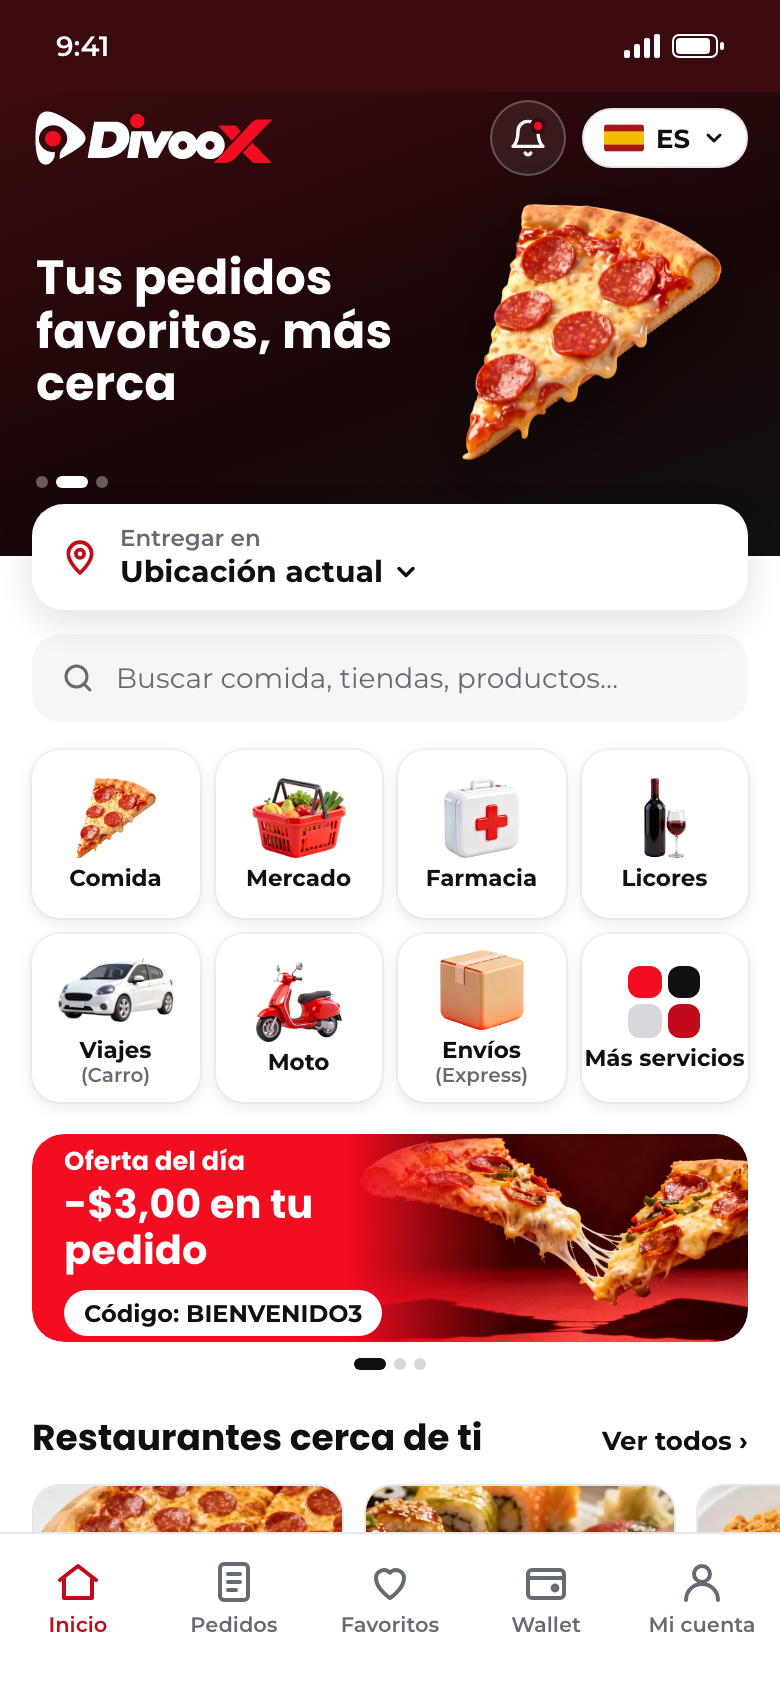 9:41
DivooX
ES
Tus pedidos
favoritos, más
cerca
Entregar en
Ubicación actual
Buscar comida, tiendas, productos...
Comida
Mercado
Farmacia
Licores
Viajes
(Carro)
Moto
Envíos
(Express)
Más servicios
Oferta del día
-$3,00 en tu
pedido
Código: BIENVENIDO3
Restaurantes cerca de ti
Ver todos ›
Inicio
Pedidos
Favoritos
Wallet
Mi cuenta